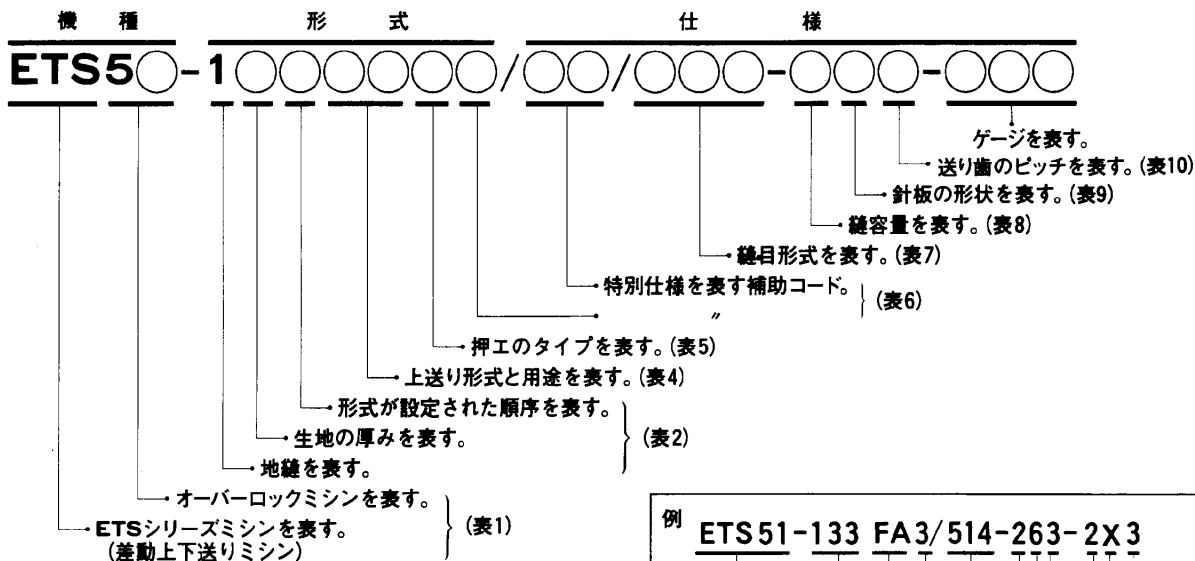 機種 形式 仕様
ETS5○-1○○○○○○/○○/○○○-○○○-○○○
ゲージを表す。
送り歯のピッチを表す。(表10)
針板の形状を表す。(表9)
縫容量を表す。(表8)
縫目形式を表す。(表7)
特別仕様を表す補助コード。
〃
(表6)
押エのタイプを表す。(表5)
上送り形式と用途を表す。(表4)
形式が設定された順序を表す。
生地の厚みを表す。
(表2)
地縫を表す。
オーバーロックミシンを表す。
ETSシリーズミシンを表す。
(差動上下送りミシン)
(表1)
例 ETS51-133 FA3/514-263-2X3